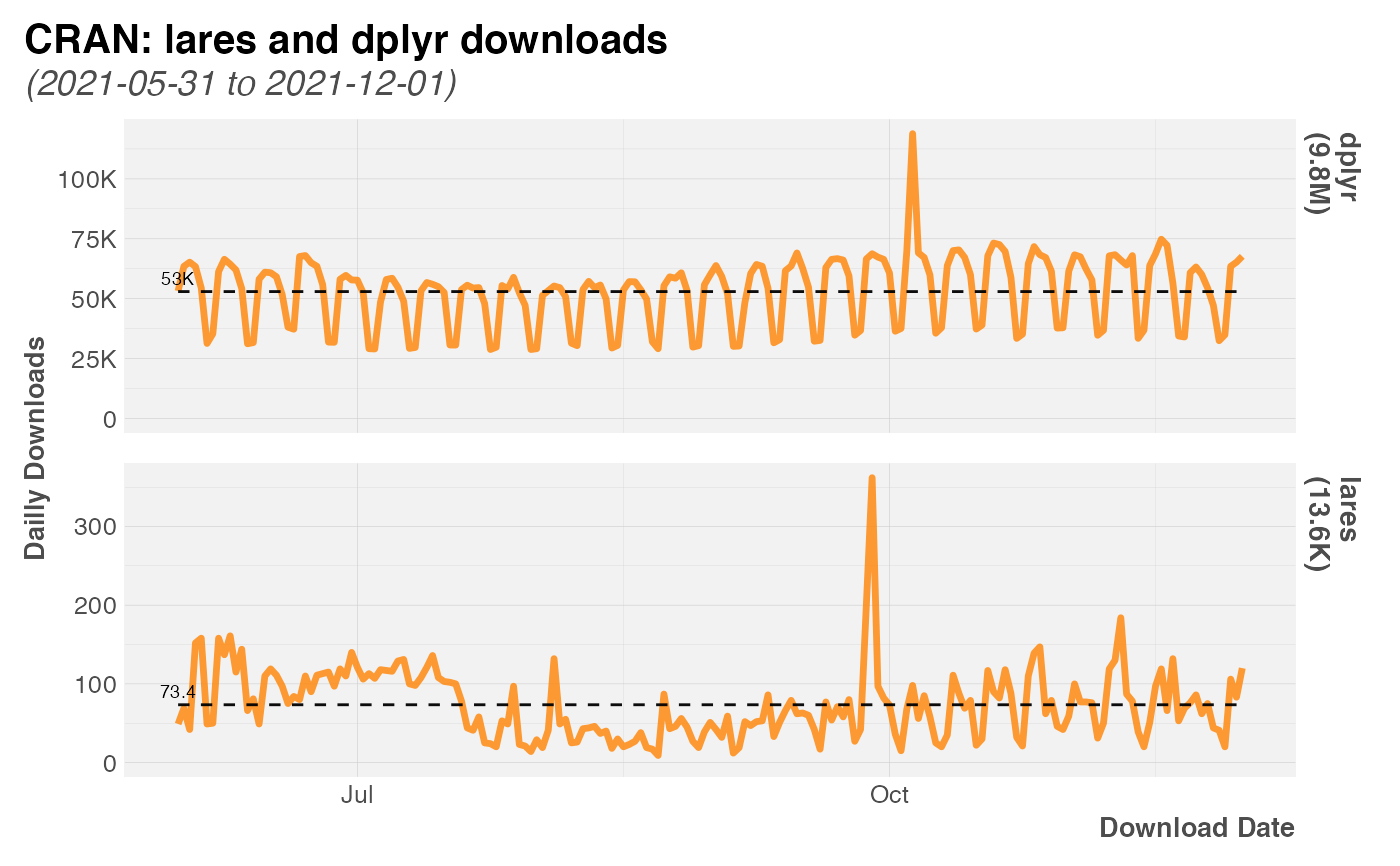 CRAN: lares and dplyr downloads
(2021-05-31 to 2021-12-01)
Dailly Downloads
100K
75K
50K
25K
0
53K
dplyr
(9.8M)
300
200
100
0
73.4
lares
(13.6K)
Jul
Oct
Download Date